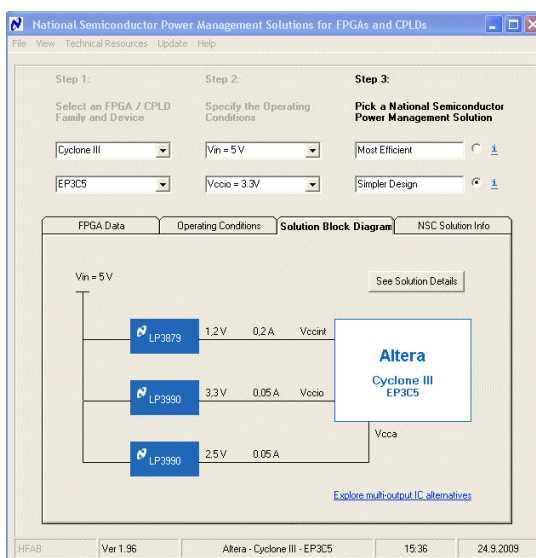 National Semiconductor Power Management Solutions for FPGAs and CPLDs
File View Technical Resources Update Help
Step 1: Step 2: Step 3:
Select an FPGA / CPLD Specify the Operating Pick a National Semiconductor
Family and Device Conditions Power Management Solution
Cyclone III Vin = 5 V Most Efficient i
EP3C5 Vccio = 3.3V Simpler Design i
FPGA Data Operating Conditions Solution Block Diagram NSC Solution Info
Vin = 5 V
See Solution Details
LP3879 1,2 V 0,2 A Vccint
Altera
Cyclone III
EP3C5
LP3990 3,3 V 0,05 A Vccio
Vcca
LP3990 2.5 V 0.05 A
Explore multi-output IC alternatives
HFAB Ver 1.96 Altera - Cyclone III - EP3C5 15:36 24.9.2009